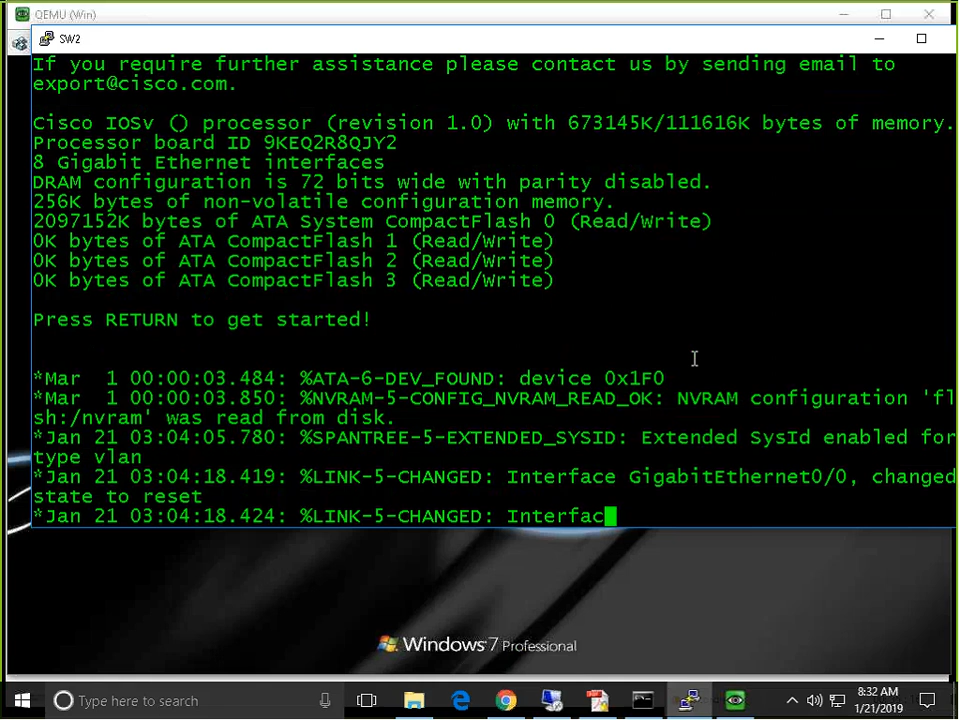 QEMU (Win)
SW2
If you require further assistance please contact us by sending email to
export@cisco.com.
Cisco IOSv () processor (revision 1.0) with 673145K/111616K bytes of memory.
Processor board ID 9KEQ2R8QJY2
8 Gigabit Ethernet interfaces
DRAM configuration is 72 bits wide with parity disabled.
256K bytes of non-volatile configuration memory.
2097152K bytes of ATA System CompactFlash 0 (Read/Write)
0K bytes of ATA CompactFlash 1 (Read/Write)
0K bytes of ATA CompactFlash 2 (Read/Write)
0K bytes of ATA CompactFlash 3 (Read/Write)
Press RETURN to get started!
*Mar  1 00:00:03.484: %ATA-6-DEV_FOUND: device 0x1F0
*Mar  1 00:00:03.850: %NVRAM-5-CONFIG_NVRAM_READ_OK: NVRAM configuration 'fl
sh:/nvram' was read from disk.
*Jan 21 03:04:05.780: %SPANTREE-5-EXTENDED_SYSID: Extended SysId enabled for
type vlan
*Jan 21 03:04:18.419: %LINK-5-CHANGED: Interface GigabitEthernet0/0, changed
state to reset
*Jan 21 03:04:18.424: %LINK-5-CHANGED: Interfac
Windows 7 Professional
Type here to search
8:32 AM
1/21/2019